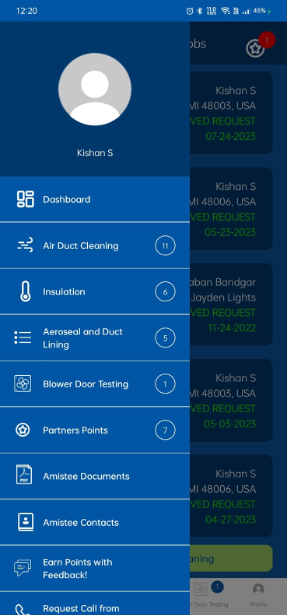 12:20
45%
obs
1
Kishan S
Kishan S
MI 48003, USA
VED REQUEST
07-24-2023
Dashboard
Air Duct Cleaning 11
Kishan S
MI 48006, USA
VED REQUEST
05-23-2023
Insulation 6
aban Bandgar
Jayden Lights
VED REQUEST
11-24-2022
Aeroseal and Duct
Lining
5
Blower Door Testing 1
Kishan S
MI 48003, USA
VED REQUEST
05-03-2023
Partners Points 7
Amistee Documents
PDF
Kishan S
MI 48006, USA
VED REQUEST
04-27-2023
Amistee Contacts
Earn Points with
Feedback!
aning
1
Door Testing
Profile
Request Call from